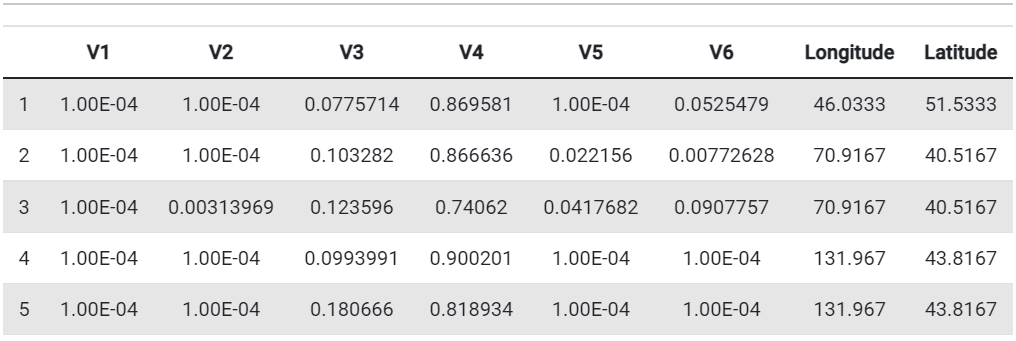 V1 V2 V3 V4 V5 V6 Longitude Latitude
1 1.00E-04 1.00E-04 0.0775714 0.869581 1.00E-04 0.0525479 46.0333 51.5333
2 1.00E-04 1.00E-04 0.103282 0.866636 0.022156 0.00772628 70.9167 40.5167
3 1.00E-04 0.00313969 0.123596 0.74062 0.0417682 0.0907757 70.9167 40.5167
4 1.00E-04 1.00E-04 0.0993991 0.900201 1.00E-04 1.00E-04 131.967 43.8167
5 1.00E-04 1.00E-04 0.180666 0.818934 1.00E-04 1.00E-04 131.967 43.8167